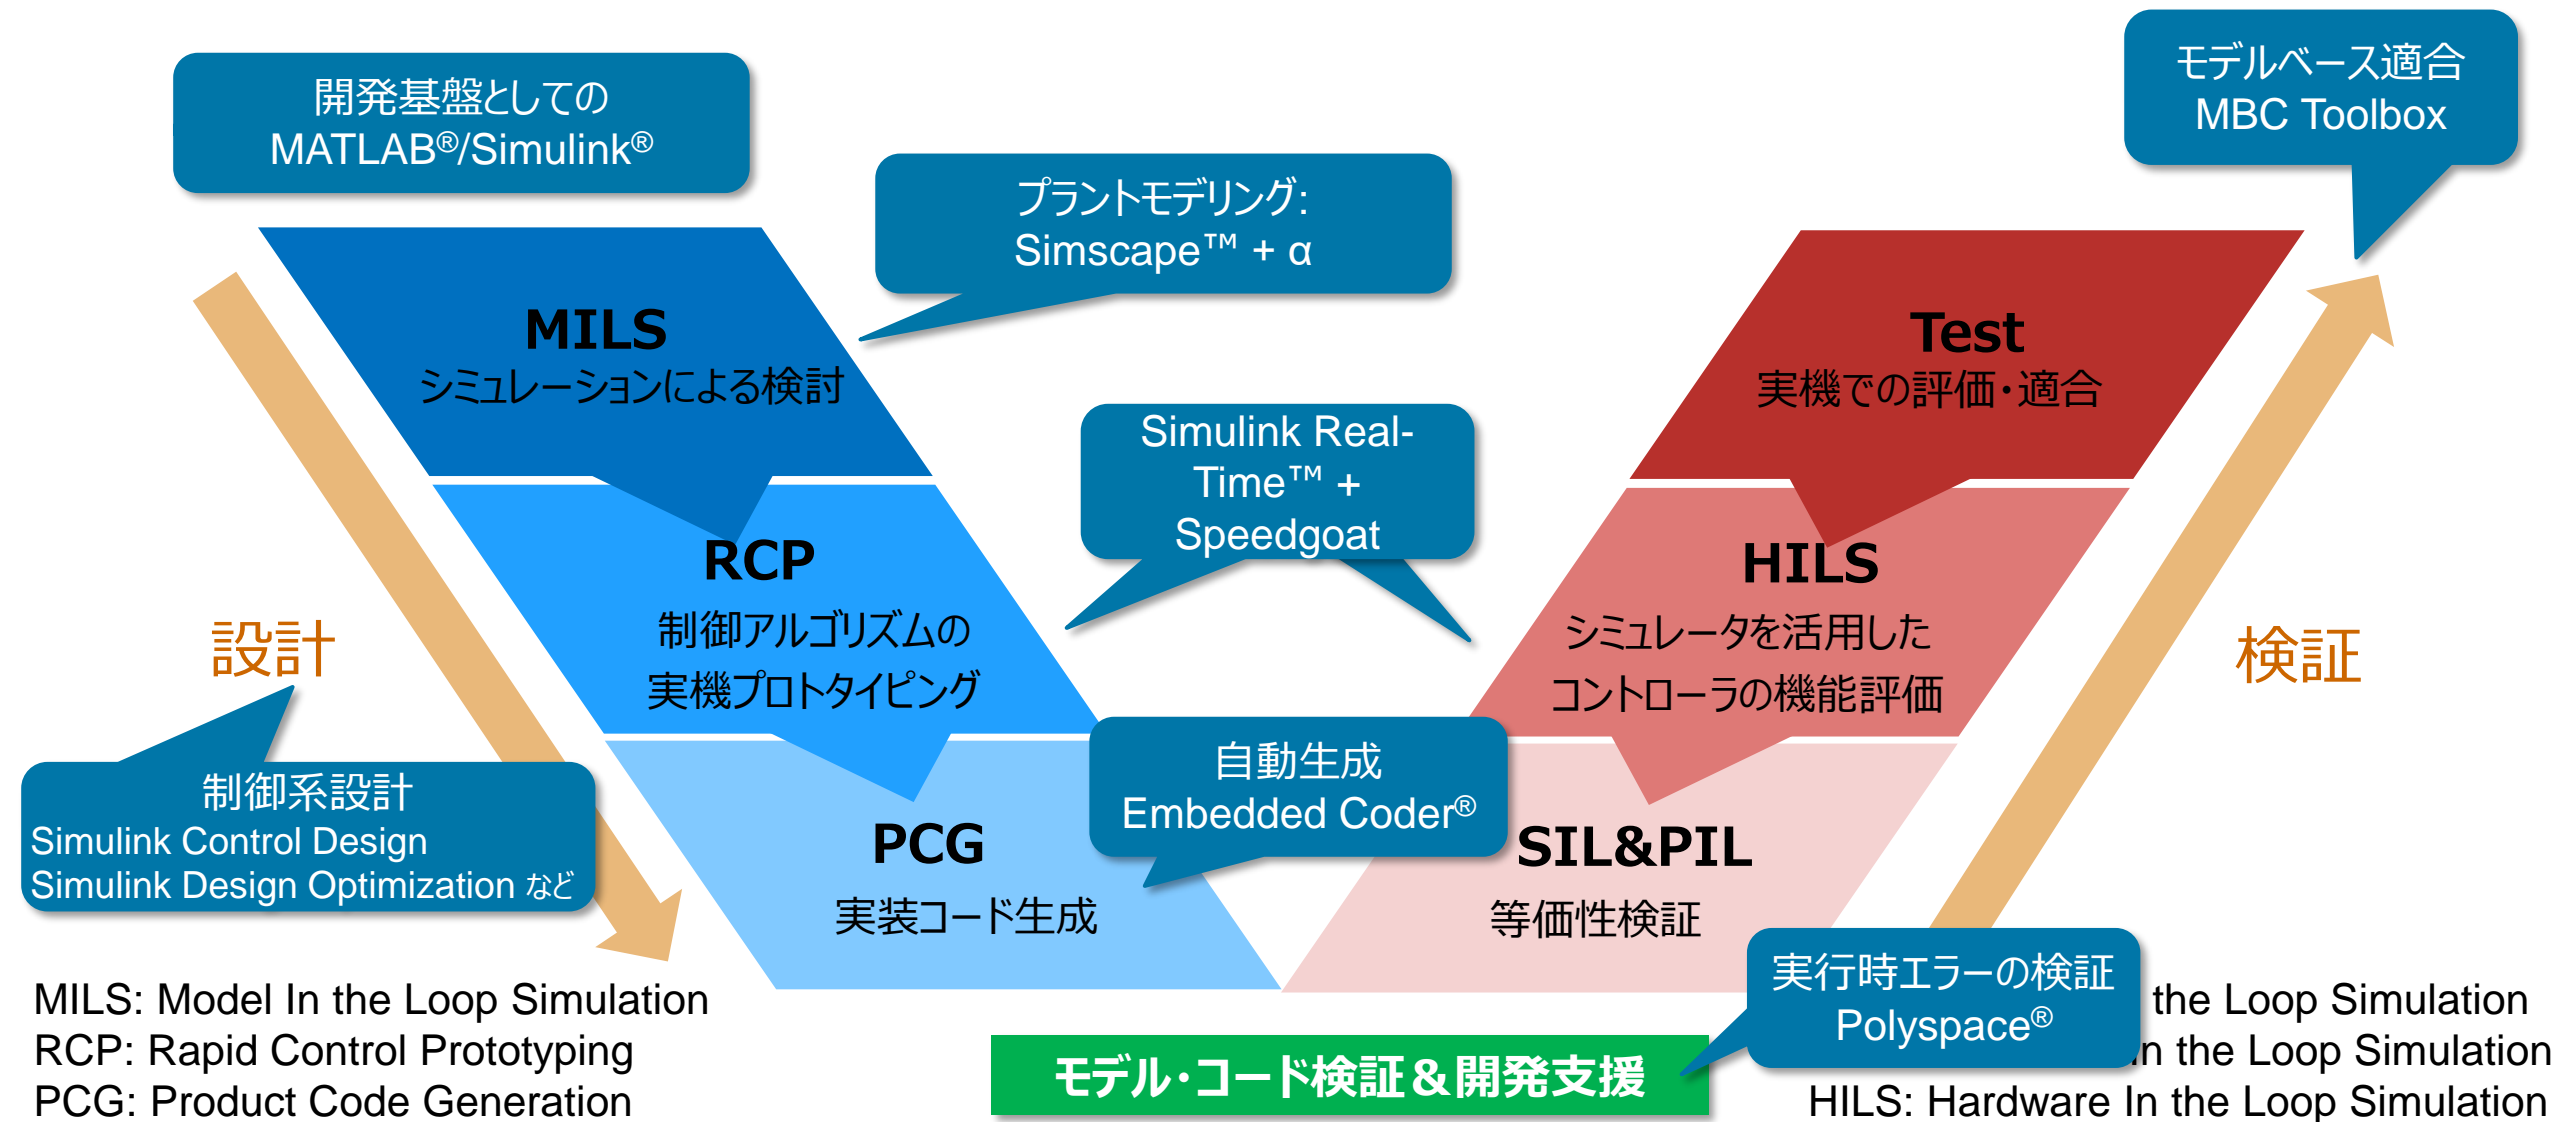 開発基盤としての
MATLAB®/Simulink®
モデルベース適合
MBC Toolbox
プラントモデリング:
Simscape™ + α
MILS
シミュレーションによる検討
Test
実機での評価・適合
Simulink Real-
Time™ +
Speedgoat
RCP
制御アルゴリズムの
実機プロトタイピング
HILS
シミュレータを活用した
コントローラの機能評価
設計
検証
制御系設計
Simulink Control Design
Simulink Design Optimization など
自動生成
Embedded Coder®
PCG
実装コード生成
SIL&PIL
等価性検証
実行時エラーの検証
Polyspace®
MILS: Model In the Loop Simulation
RCP: Rapid Control Prototyping
PCG: Product Code Generation
モデル・コード検証&開発支援
the Loop Simulation
the Loop Simulation
HILS: Hardware In the Loop Simulation